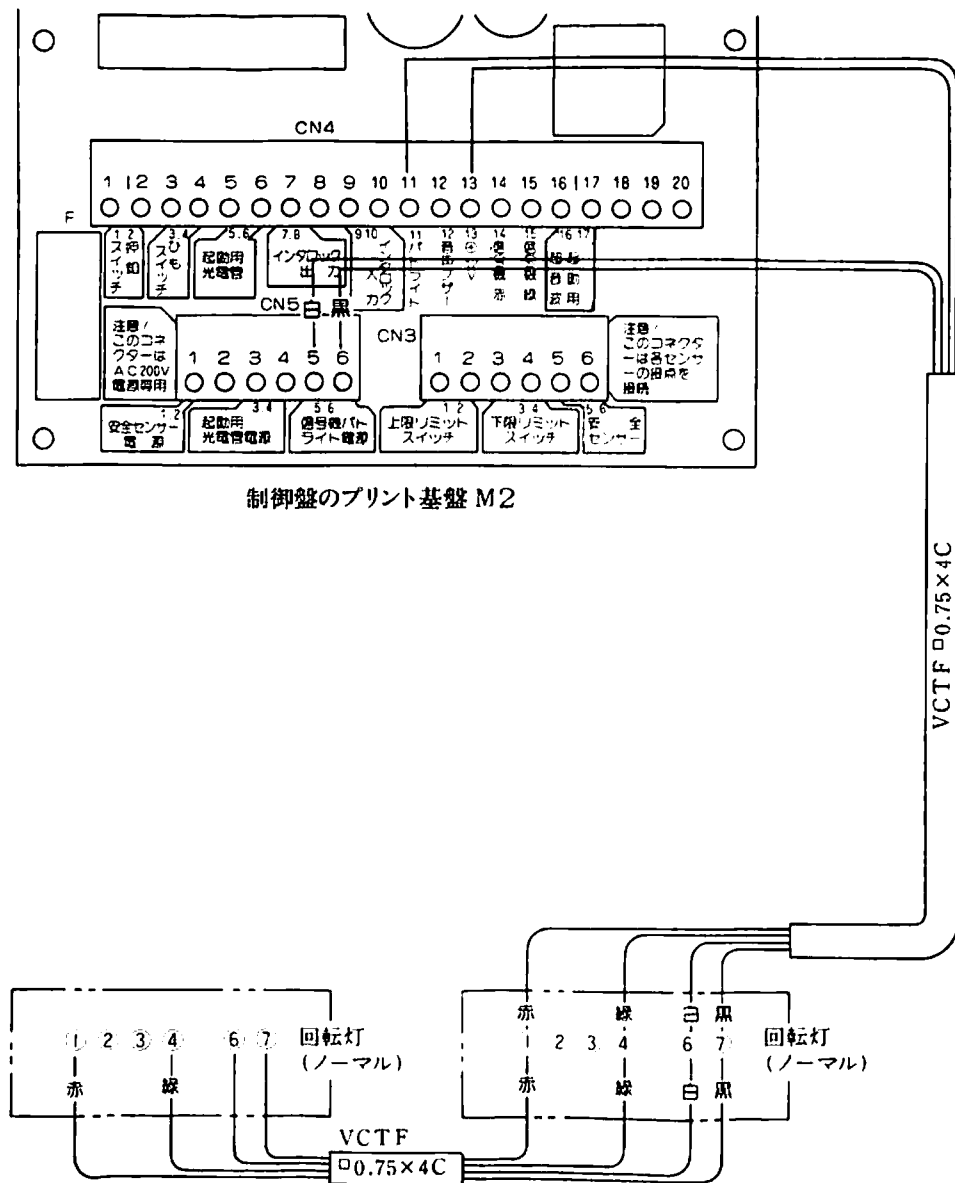 CN4
1 2 3 4 5 6 7 8 9 10 11 12 13 14 15 16 17 18 19 20
F
1 2
押釦
スイッチ
3.4
ひも
スイッチ
5.6
起動用
光電管
7.8
インタロック
出 力
9 10
インタロック
入 力
11
パトライト
12
13
14
15
16 17
CN5
白 黒
1 2 3 4 5 6
注意!
このコネ
クターは
AC200V
電源専用
CN3
1 2 3 4 5 6
注意!
このコネクタ
ーは各センサ
ーの接点を
接続
1.2
安全センサー
電 源
3.4
起動用
光電管電源
5 6
信号機パト
ライト電源
1 2
上限リミット
スイッチ
3 4
下限リミット
スイッチ
5 6
安 全
センサー
制御盤のプリント基盤 M2
VCTF □0.75×4C
1 2 3 4 6 7
赤 緑
回転灯
(ノーマル)
赤 緑 白 黒
2 3 4 6 7
赤 緑 白 黒
回転灯
(ノーマル)
VCTF
□0.75×4C